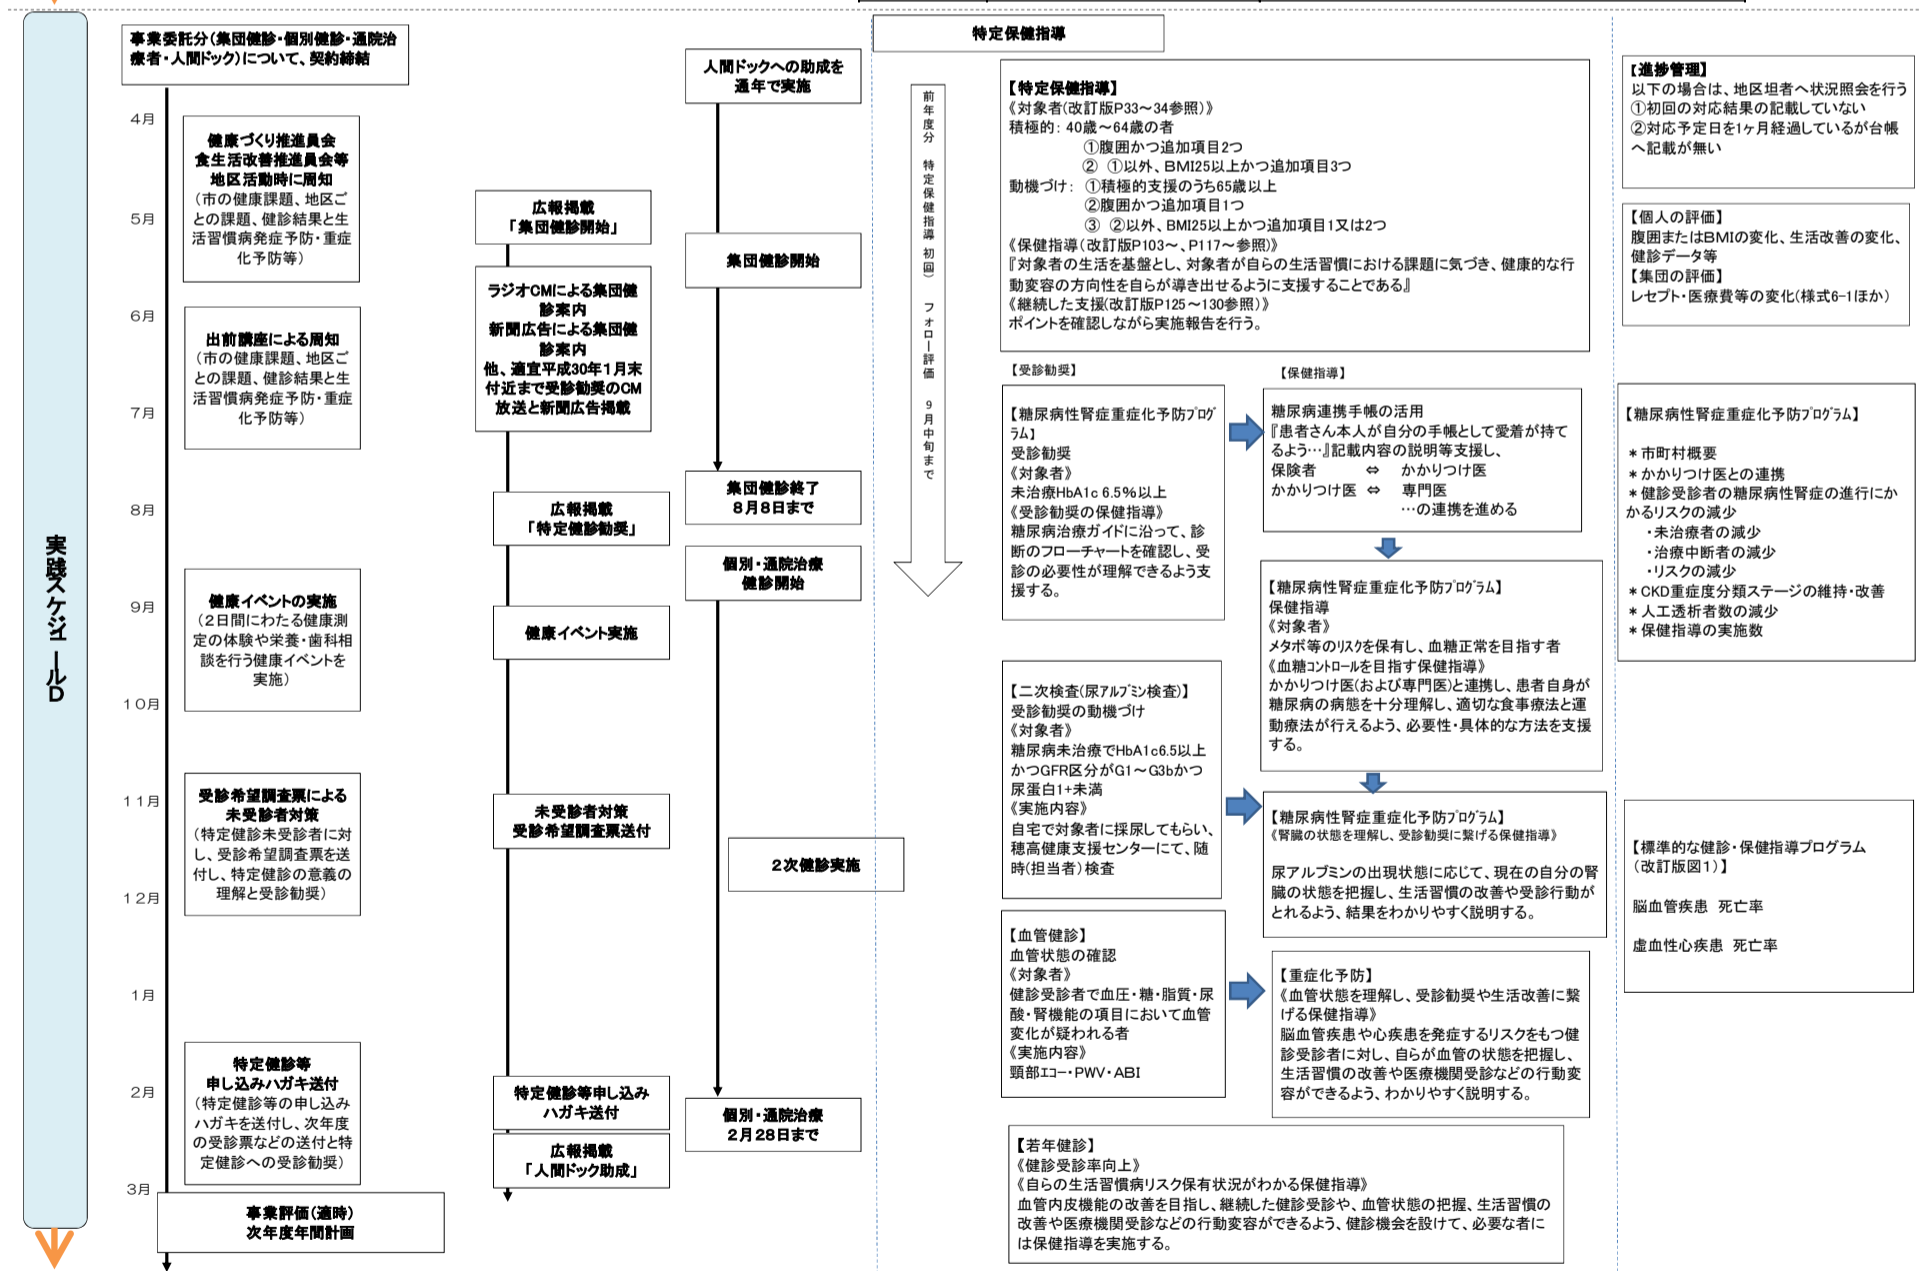 実践スケジュールD
事業委託分(集団健診・個別健診・通院治
療者・人間ドック)について、契約締結
4月
5月
6月
7月
8月
9月
10月
11月
12月
1月
2月
3月
健康づくり推進員会
食生活改善推進員会等
地区活動時に周知
(市の健康課題、地区ご
との課題、健診結果と生
活習慣病発症予防・重症
化予防等)
出前講座による周知
(市の健康課題、地区ご
との課題、健診結果と生
活習慣病発症予防・重症
化予防等)
健康イベントの実施
(2日間にわたる健康測
定の体験や栄養・歯科相
談を行う健康イベントを
実施)
受診希望調査票による
未受診者対策
(特定健診未受診者に対
し、受診希望調査票を送
付し、特定健診の意義の
理解と受診勧奨)
特定健診等
申し込みハガキ送付
(特定健診等の申し込み
ハガキを送付し、次年度
の受診票などの送付と特
定健診への受診勧奨)
事業評価(適時)
次年度年間計画
広報掲載
「集団健診開始」
ラジオCMによる集団健
診案内
新聞広告による集団健
診案内
他、適宜平成30年1月末
付近まで受診勧奨のCM
放送と新聞広告掲載
広報掲載
「特定健診勧奨」
健康イベント実施
未受診者対策
受診希望調査票送付
特定健診等申し込み
ハガキ送付
広報掲載
「人間ドック助成」
人間ドックへの助成を
通年で実施
集団健診開始
集団健診終了
8月8日まで
個別・通院治療
健診開始
2次健診実施
個別・通院治療
2月28日まで
特定保健指導
前年度分 特定保健指導 初回) フォロー評価 9月中旬まで
【特定保健指導】
《対象者(改訂版P33～34参照)》
積極的: 40歳～64歳の者
①腹囲かつ追加項目2つ
② ①以外、BMI25以上かつ追加項目3つ
動機づけ: ①積極的支援のうち65歳以上
②腹囲かつ追加項目1つ
③ ②以外、BMI25以上かつ追加項目1又は2つ
《保健指導(改訂版P103～、P117～参照)》
『対象者の生活を基盤とし、対象者が自らの生活習慣における課題に気づき、健康的な行
動変容の方向性を自らが導き出せるように支援することである』
《継続した支援(改訂版P125～130参照)》
ポイントを確認しながら実施報告を行う。
【受診勧奨】
【糖尿病性腎症重症化予防プログ
ラム】
受診勧奨
《対象者》
未治療HbA1c 6.5%以上
《受診勧奨の保健指導》
糖尿病治療ガイドに沿って、診
断のフローチャートを確認し、受
診の必要性が理解できるよう支
援する。
【保健指導】
糖尿病連携手帳の活用
『患者さん本人が自分の手帳として愛着が持て
るよう…』記載内容の説明等支援し、
保険者 ⇔ かかりつけ医
かかりつけ医 ⇔ 専門医
…の連携を進める
【糖尿病性腎症重症化予防プログラム】
保健指導
《対象者》
メタボ等のリスクを保有し、血糖正常を目指す者
《血糖コントロールを目指す保健指導》
かかりつけ医(および専門医)と連携し、患者自身が
糖尿病の病態を十分理解し、適切な食事療法と運
動療法が行えるよう、必要性・具体的な方法を支援
する。
【二次検査(尿アルブミン検査)】
受診勧奨の動機づけ
《対象者》
糖尿病未治療でHbA1c6.5以上
かつGFR区分がG1～G3bかつ
尿蛋白1+未満
《実施内容》
自宅で対象者に採尿してもらい、
穂高健康支援センターにて、随
時(担当者)検査
【糖尿病性腎症重症化予防プログラム】
《腎臓の状態を理解し、受診勧奨に繋げる保健指導》
尿アルブミンの出現状態に応じて、現在の自分の腎
臓の状態を把握し、生活習慣の改善や受診行動が
とれるよう、結果をわかりやすく説明する。
【血管健診】
血管状態の確認
《対象者》
健診受診者で血圧・糖・脂質・尿
酸・腎機能の項目において血管
変化が疑われる者
《実施内容》
頸部エコー・PWV・ABI
【重症化予防】
《血管状態を理解し、受診勧奨や生活改善に繋
げる保健指導》
脳血管疾患や心疾患を発症するリスクをもつ健
診受診者に対し、自らが血管の状態を把握し、
生活習慣の改善や医療機関受診などの行動変
容ができるよう、わかりやすく説明する。
【若年健診】
《健診受診率向上》
《自らの生活習慣病リスク保有状況がわかる保健指導》
血管内皮機能の改善を目指し、継続した健診受診や、血管状態の把握、生活習慣の
改善や医療機関受診などの行動変容ができるよう、健診機会を設けて、必要な者に
は保健指導を実施する。
【進捗管理】
以下の場合は、地区坦者へ状況照会を行う
①初回の対応結果の記載していない
②対応予定日を1ヶ月経過しているが台帳
へ記載が無い
【個人の評価】
腹囲またはBMIの変化、生活改善の変化、
健診データ等
【集団の評価】
レセプト・医療費等の変化(様式6-1ほか)
【糖尿病性腎症重症化予防プログラム】
＊市町村概要
＊かかりつけ医との連携
＊健診受診者の糖尿病性腎症の進行にか
かるリスクの減少
・未治療者の減少
・治療中断者の減少
・リスクの減少
＊CKD重症度分類ステージの維持・改善
＊人工透析者数の減少
＊保健指導の実施数
【標準的な健診・保健指導プログラム
(改訂版図1)】
脳血管疾患 死亡率
虚血性心疾患 死亡率